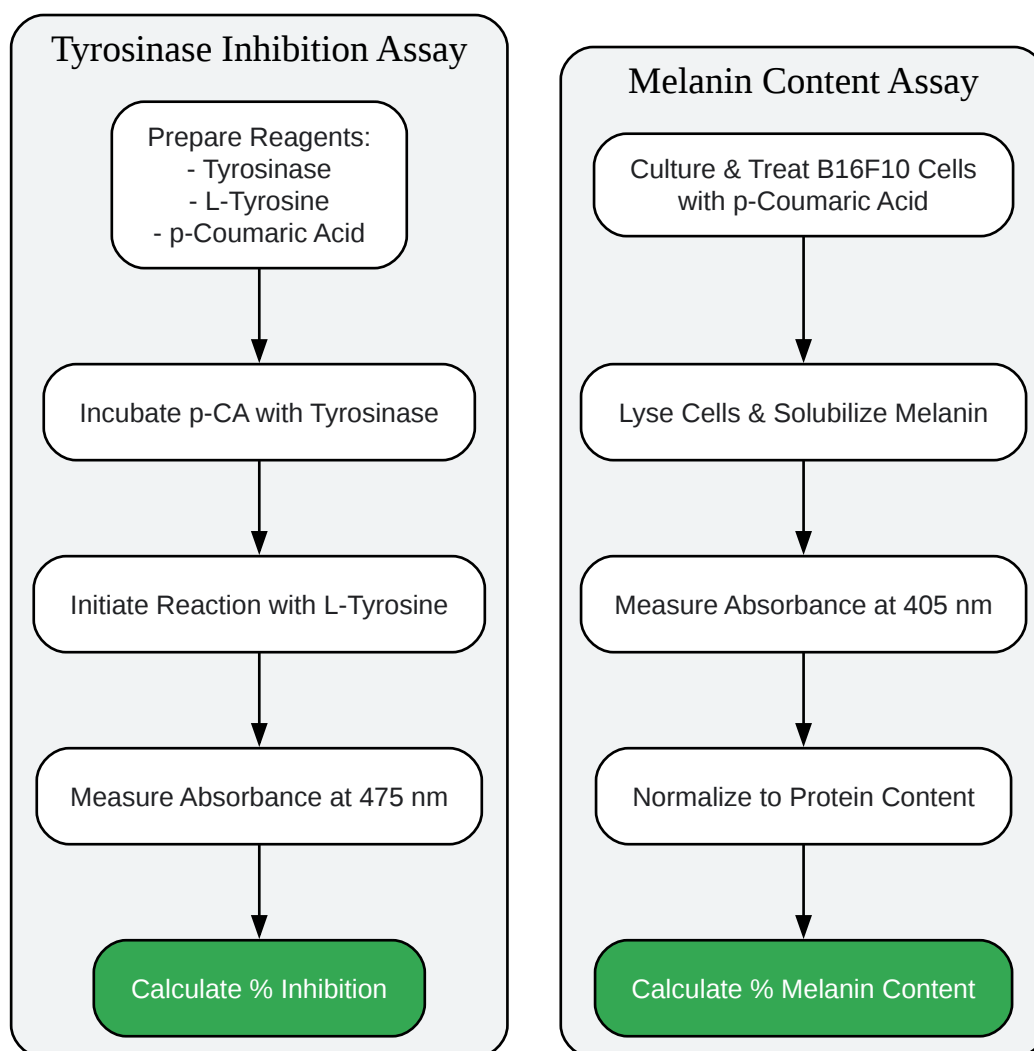 Tyrosinase Inhibition Assay
Prepare Reagents:
- Tyrosinase
- L-Tyrosine
- p-Coumaric Acid
Incubate p-CA with Tyrosinase
Initiate Reaction with L-Tyrosine
Measure Absorbance at 475 nm
Calculate % Inhibition
Melanin Content Assay
Culture & Treat B16F10 Cells
with p-Coumaric Acid
Lyse Cells & Solubilize Melanin
Measure Absorbance at 405 nm
Normalize to Protein Content
Calculate % Melanin Content